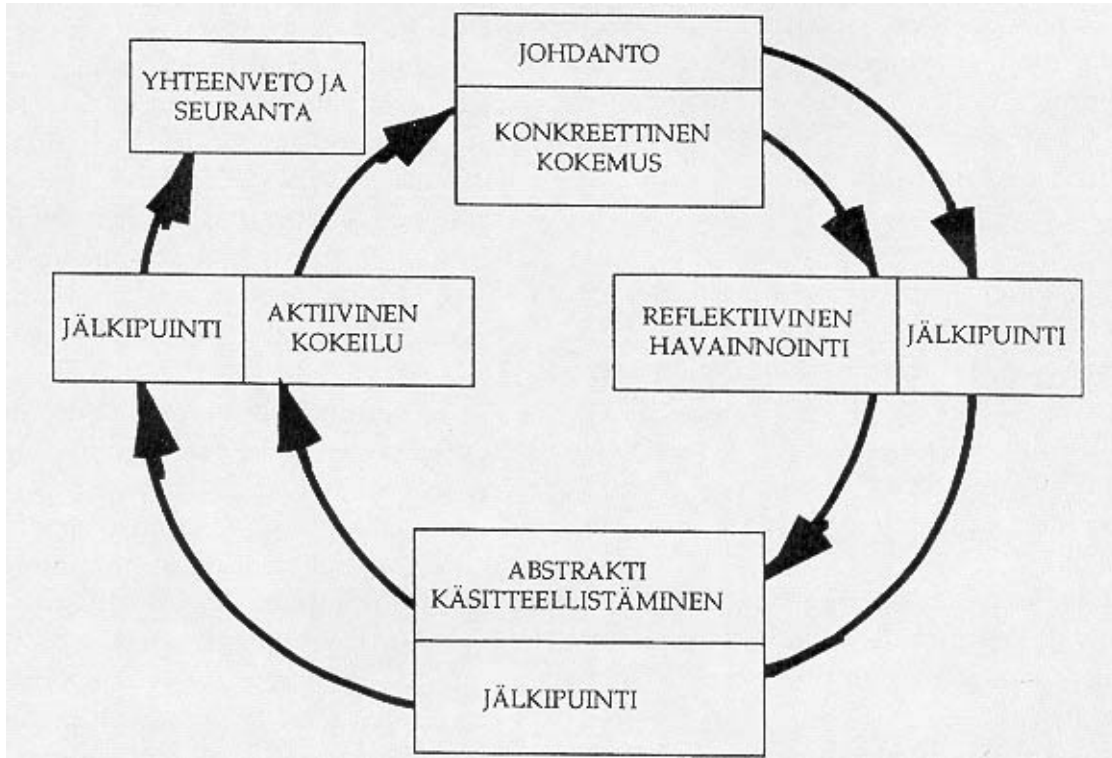 YHTEENVETO JA
SEURANTA
JOHDANTO
KONKREETTINEN
KOKEMUS
JÄLKIPUINTI
AKTIIVINEN
KOKEILU
REFLEKTIIVINEN
HAVAINNOINTI
JÄLKIPUINTI
ABSTRAKTI
KÄSITTEELLISTÄMINEN
JÄLKIPUINTI